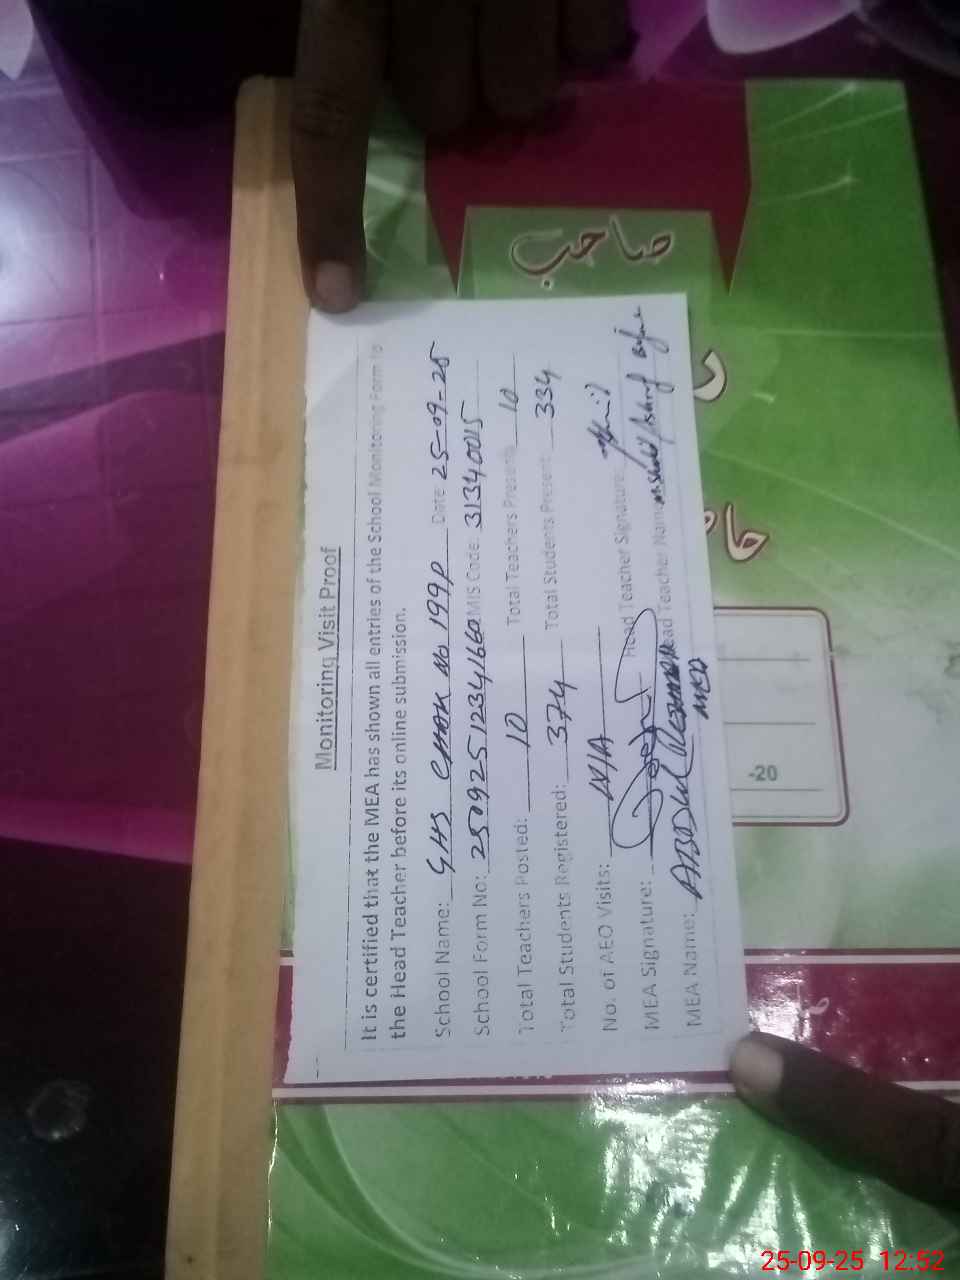 Monitoring Visit Proof
It is certified that the MEA has shown all entries of the School Monitoring Form to
the Head Teacher before its online submission.
School Name: GHS CHAK No 199P Date: 25-09-25
School Form No: EMIS Code: 31340015
Total Teachers Posted: 10 Total Teachers Present: 10
Total Students Registered: 374 Total Students Present: 334
No. of AEO Visits: N/A Head Teacher Signature:
MEA Signature: Head Teacher Name:
MEA Name: ABDUL MEA
صاحب
-20
25-09-25 12:52